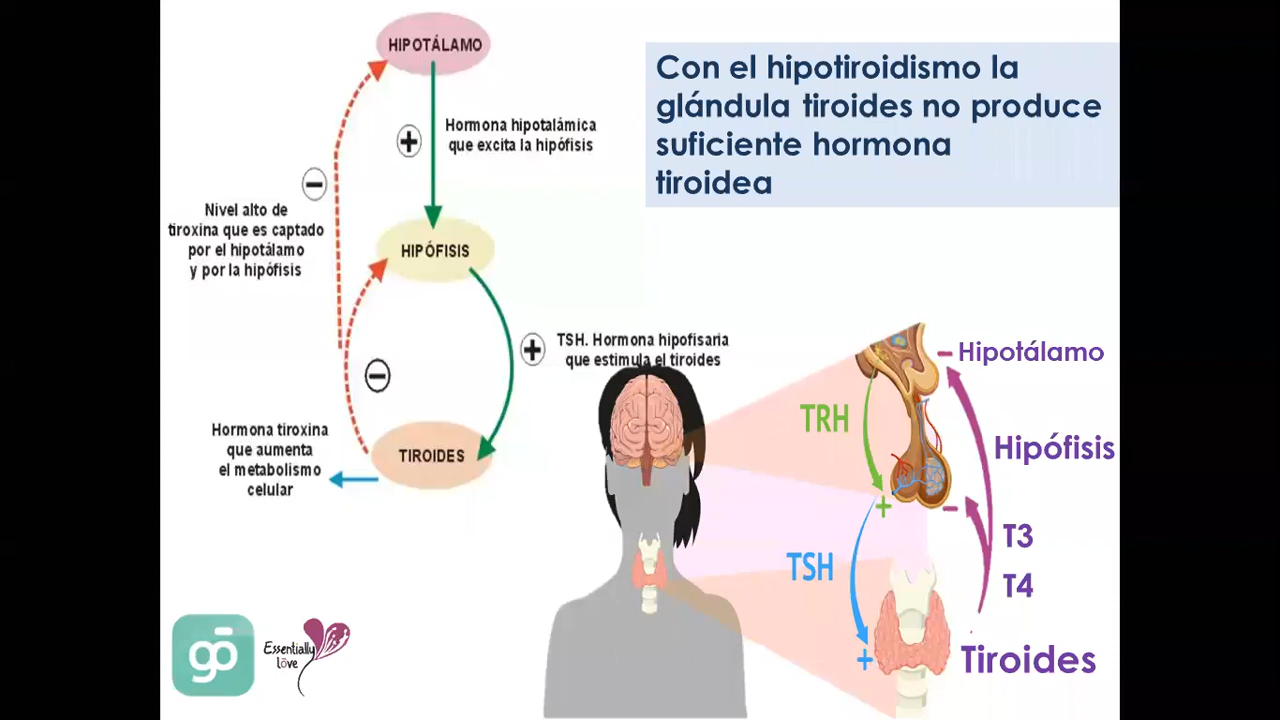 HIPOTÁLAMO
Hormona hipotalámica
que excita la hipófisis
Nivel alto de
tiroxina que es captado
por el hipotálamo
y por la hipófisis
HIPÓFISIS
TSH. Hormona hipofisaria
que estimula el tiroides
Hormona tiroxina
que aumenta
el metabolismo
celular
TIROIDES
Con el hipotiroidismo la
glándula tiroides no produce
suficiente hormona
tiroidea
Hipotálamo
TRH
Hipófisis
T3
T4
TSH
Tiroides
gō
Essentially
lōve